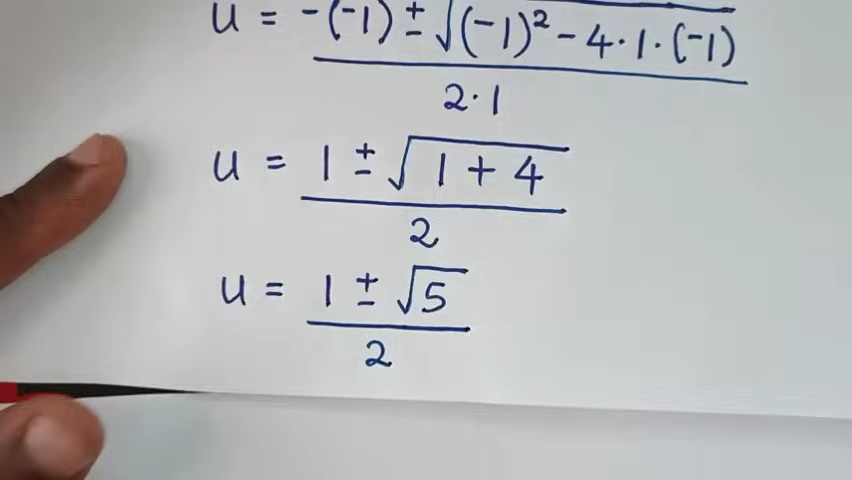 u = -(-1) ± √(-1)² - 4·1·(-1)
2·1
u = 1 ± √1 + 4
2
u = 1 ± √5
2